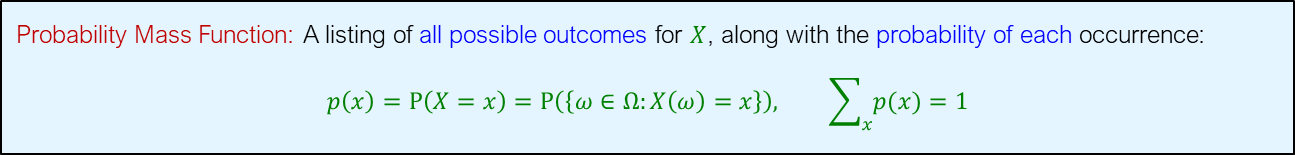 Probability Mass Function: A listing of all possible outcomes for X, along with the probability of each occurrence:
p(x) = P(X = x) = P({ω ∈ Ω: X(ω) = x}), ∑ₓ p(x) = 1